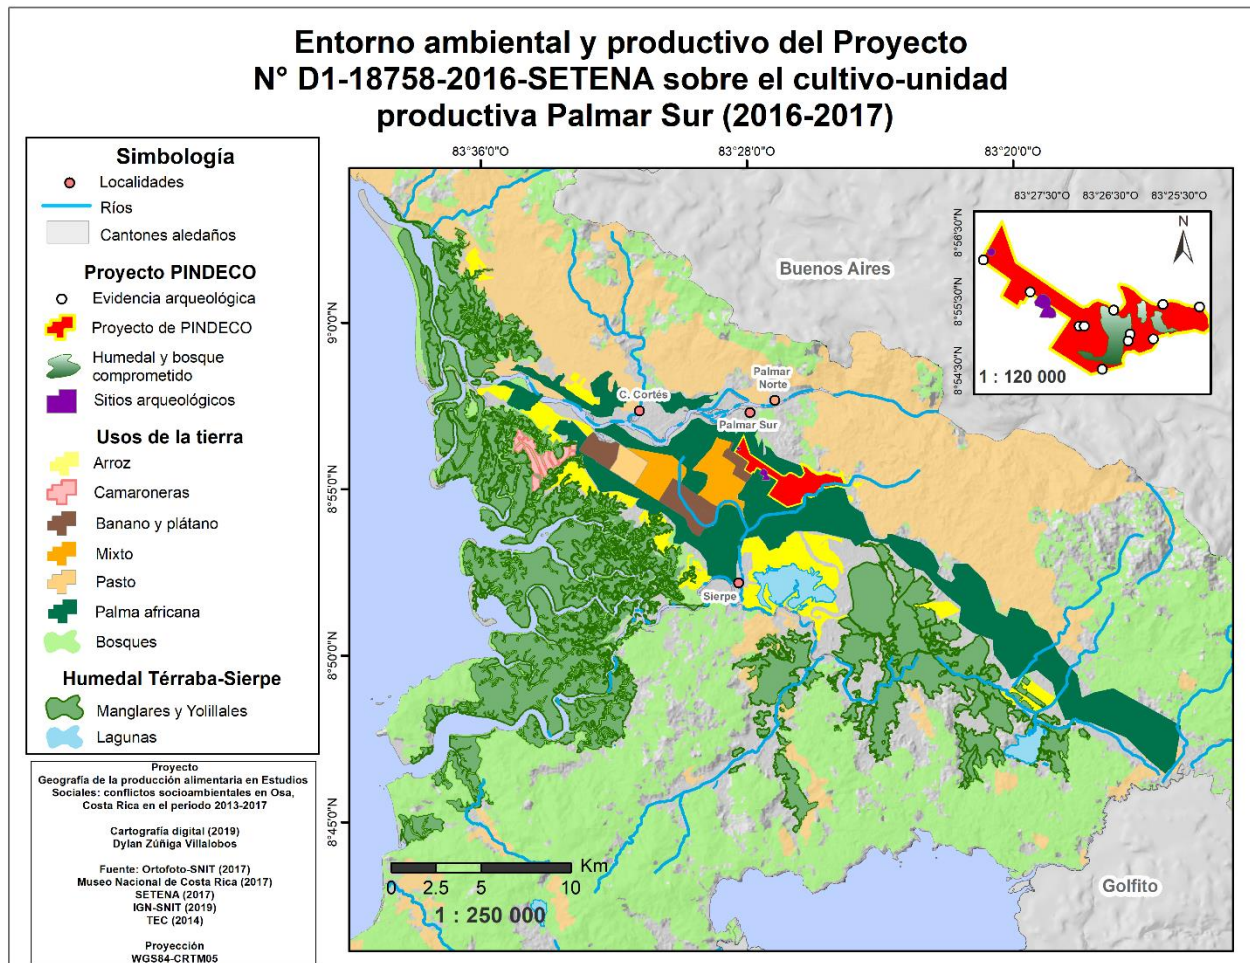 Entorno ambiental y productivo del Proyecto
N° D1-18758-2016-SETENA sobre el cultivo-unidad
productiva Palmar Sur (2016-2017)
Simbología
Localidades
Ríos
Cantones aledaños
Proyecto PINDECO
Evidencia arqueológica
Proyecto de PINDECO
Humedal y bosque
comprometido
Sitios arqueológicos
Usos de la tierra
Arroz
Camaroneras
Banano y plátano
Mixto
Pasto
Palma africana
Bosques
Humedal Térraba-Sierpe
Manglares y Yolillales
Lagunas
Proyecto
Geografía de la producción alimentaria en Estudios
Sociales: conflictos socioambientales en Osa,
Costa Rica en el periodo 2013-2017
Cartografía digital (2019)
Dylan Zúñiga Villalobos
Fuente: Ortofoto-SNIT (2017)
Museo Nacional de Costa Rica (2017)
SETENA (2017)
IGN-SNIT (2019)
TEC (2014)
Proyección
WGS84-CRTM05
83°36'0"O
83°28'0"O
83°20'0"O
9°0'0"N
8°55'0"N
8°50'0"N
8°45'0"N
Buenos Aires
Palmar
Norte
C. Cortés
Palmar Sur
Sierpe
Golfito
83°27'30"O
83°26'30"O
83°25'30"O
8°56'30"N
8°55'30"N
8°54'30"N
N
1 : 120 000
Km
0 2.5 5 10
1 : 250 000